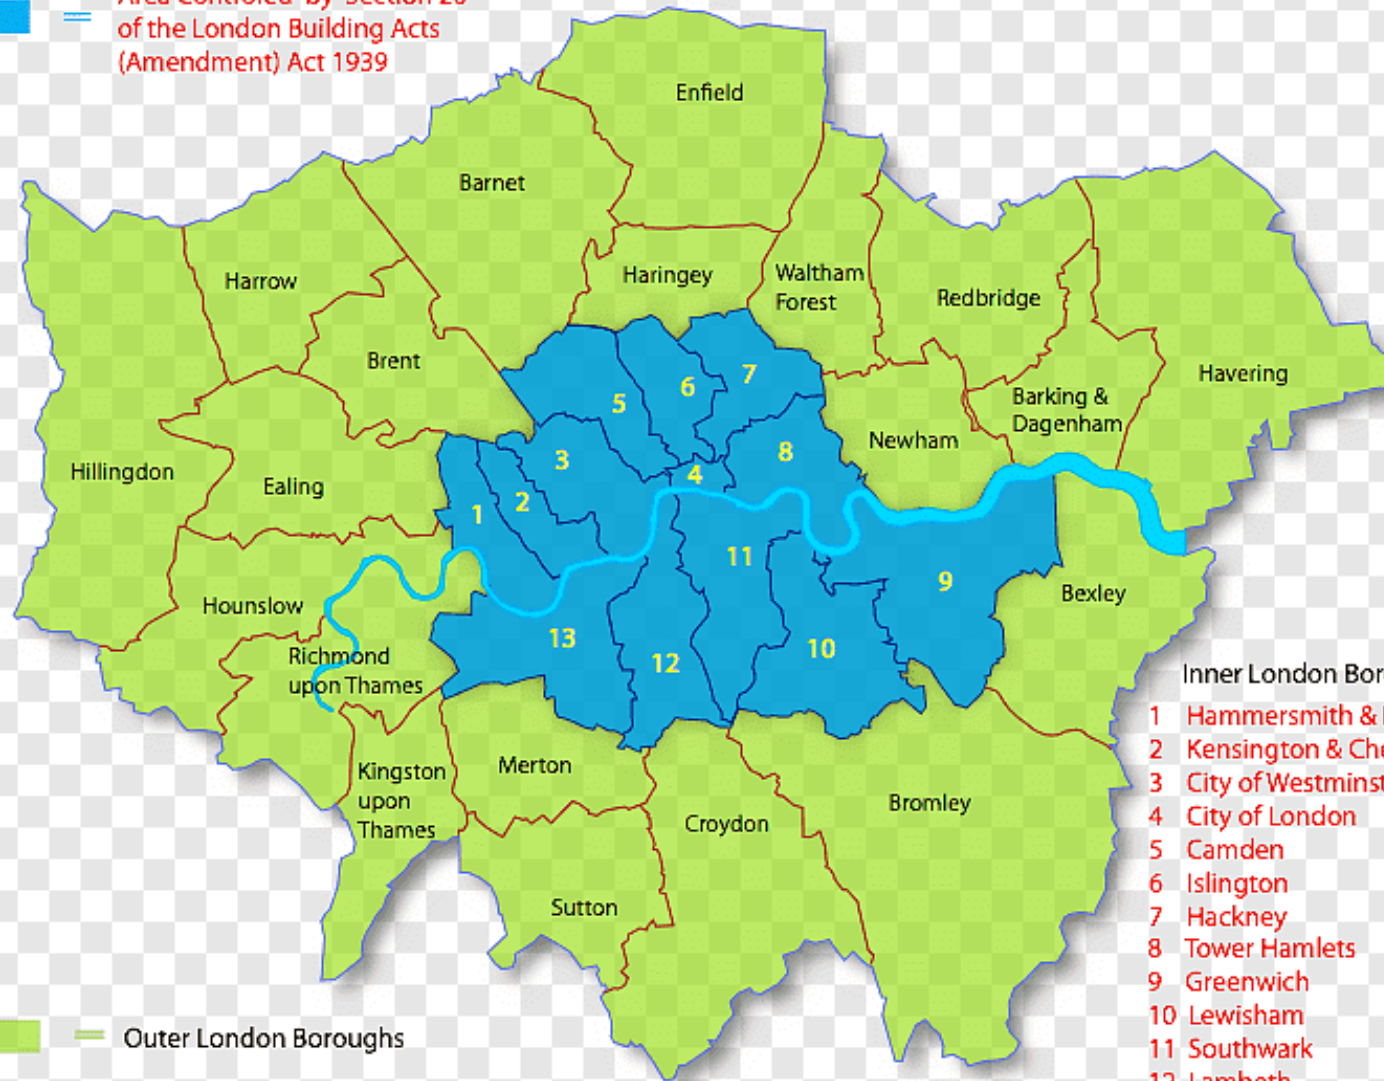 of the London Building Acts
(Amendment) Act 1939
Enfield
Barnet
Harrow
Haringey
Waltham
Forest
Redbridge
Brent
Havering
Barking &
Dagenham
Newham
Hillingdon
Ealing
Hounslow
Richmond
upon Thames
Bexley
Kingston
upon
Thames
Merton
Croydon
Bromley
Sutton
5
6
7
3
4
8
1
2
11
9
13
12
10
Inner London Bor
1 Hammersmith &
2 Kensington & Che
3 City of Westminst
4 City of London
5 Camden
6 Islington
7 Hackney
8 Tower Hamlets
9 Greenwich
10 Lewisham
11 Southwark
12 Lambeth
Outer London Boroughs